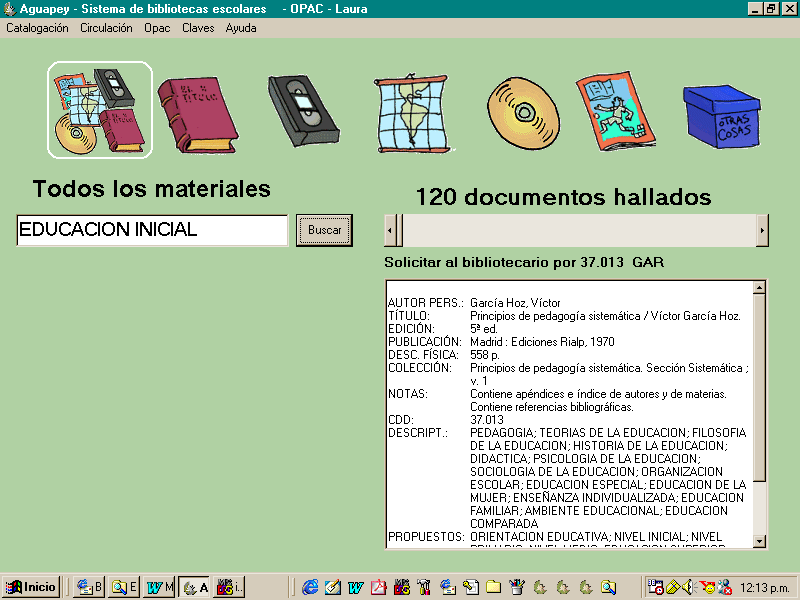 Aguapey - Sistema de bibliotecas escolares - OPAC - Laura
Catalogación Circulación Opac Claves Ayuda
EL TITULO
OTRAS COSAS
Todos los materiales
120 documentos hallados
EDUCACION INICIAL
Buscar
Solicitar al bibliotecario por 37.013 GAR
AUTOR PERS.: García Hoz, Víctor
TÍTULO: Principios de pedagogía sistemática / Víctor García Hoz.
EDICIÓN: 5ª ed.
PUBLICACIÓN: Madrid : Ediciones Rialp, 1970
DESC. FÍSICA: 558 p.
COLECCIÓN: Principios de pedagogía sistemática. Sección Sistemática ;
v. 1
NOTAS: Contiene apéndices e índice de autores y de materias.
Contiene referencias bibliográficas.
CDD: 37.013
DESCRIPT.: PEDAGOGIA; TEORIAS DE LA EDUCACION; FILOSOFIA
DE LA EDUCACION; HISTORIA DE LA EDUCACION;
DIDACTICA; PSICOLOGIA DE LA EDUCACION;
SOCIOLOGIA DE LA EDUCACION; ORGANIZACION
ESCOLAR; EDUCACION ESPECIAL; EDUCACION DE LA
MUJER; ENSEÑANZA INDIVIDUALIZADA; EDUCACION
FAMILIAR; AMBIENTE EDUCACIONAL; EDUCACION
COMPARADA
PROPUESTOS: ORIENTACION EDUCATIVA; NIVEL INICIAL; NIVEL
PRIMARIO; NIVEL MEDIO; EDUCACION SUPERIOR
Inicio B E M A I.. 12:13 p.m.